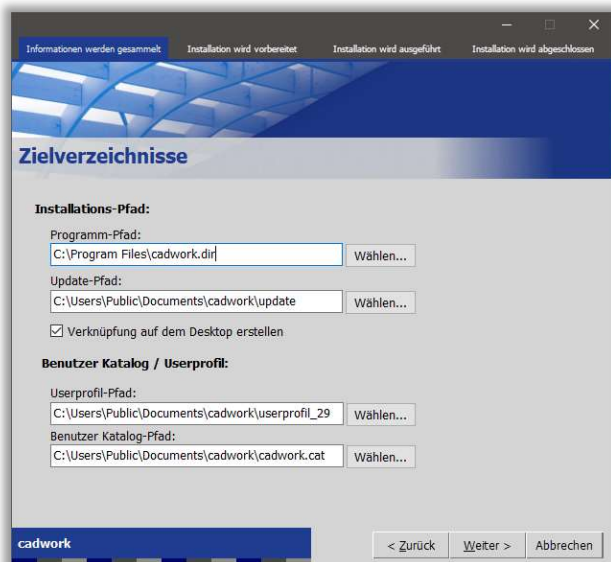 Informationen werden gesammelt Installation wird vorbereitet Installation wird ausgeführt Installation wird abgeschlossen
Zielverzeichnisse
Installations-Pfad:
Programm-Pfad:
C:\Program Files\cadwork.dir Wählen...
Update-Pfad:
C:\Users\Public\Documents\cadwork\update Wählen...
Verknüpfung auf dem Desktop erstellen
Benutzer Katalog / Userprofil:
Userprofil-Pfad:
C:\Users\Public\Documents\cadwork\userprofil_29 Wählen...
Benutzer Katalog-Pfad:
C:\Users\Public\Documents\cadwork\cadwork.cat Wählen...
cadwork < Zurück Weiter > Abbrechen